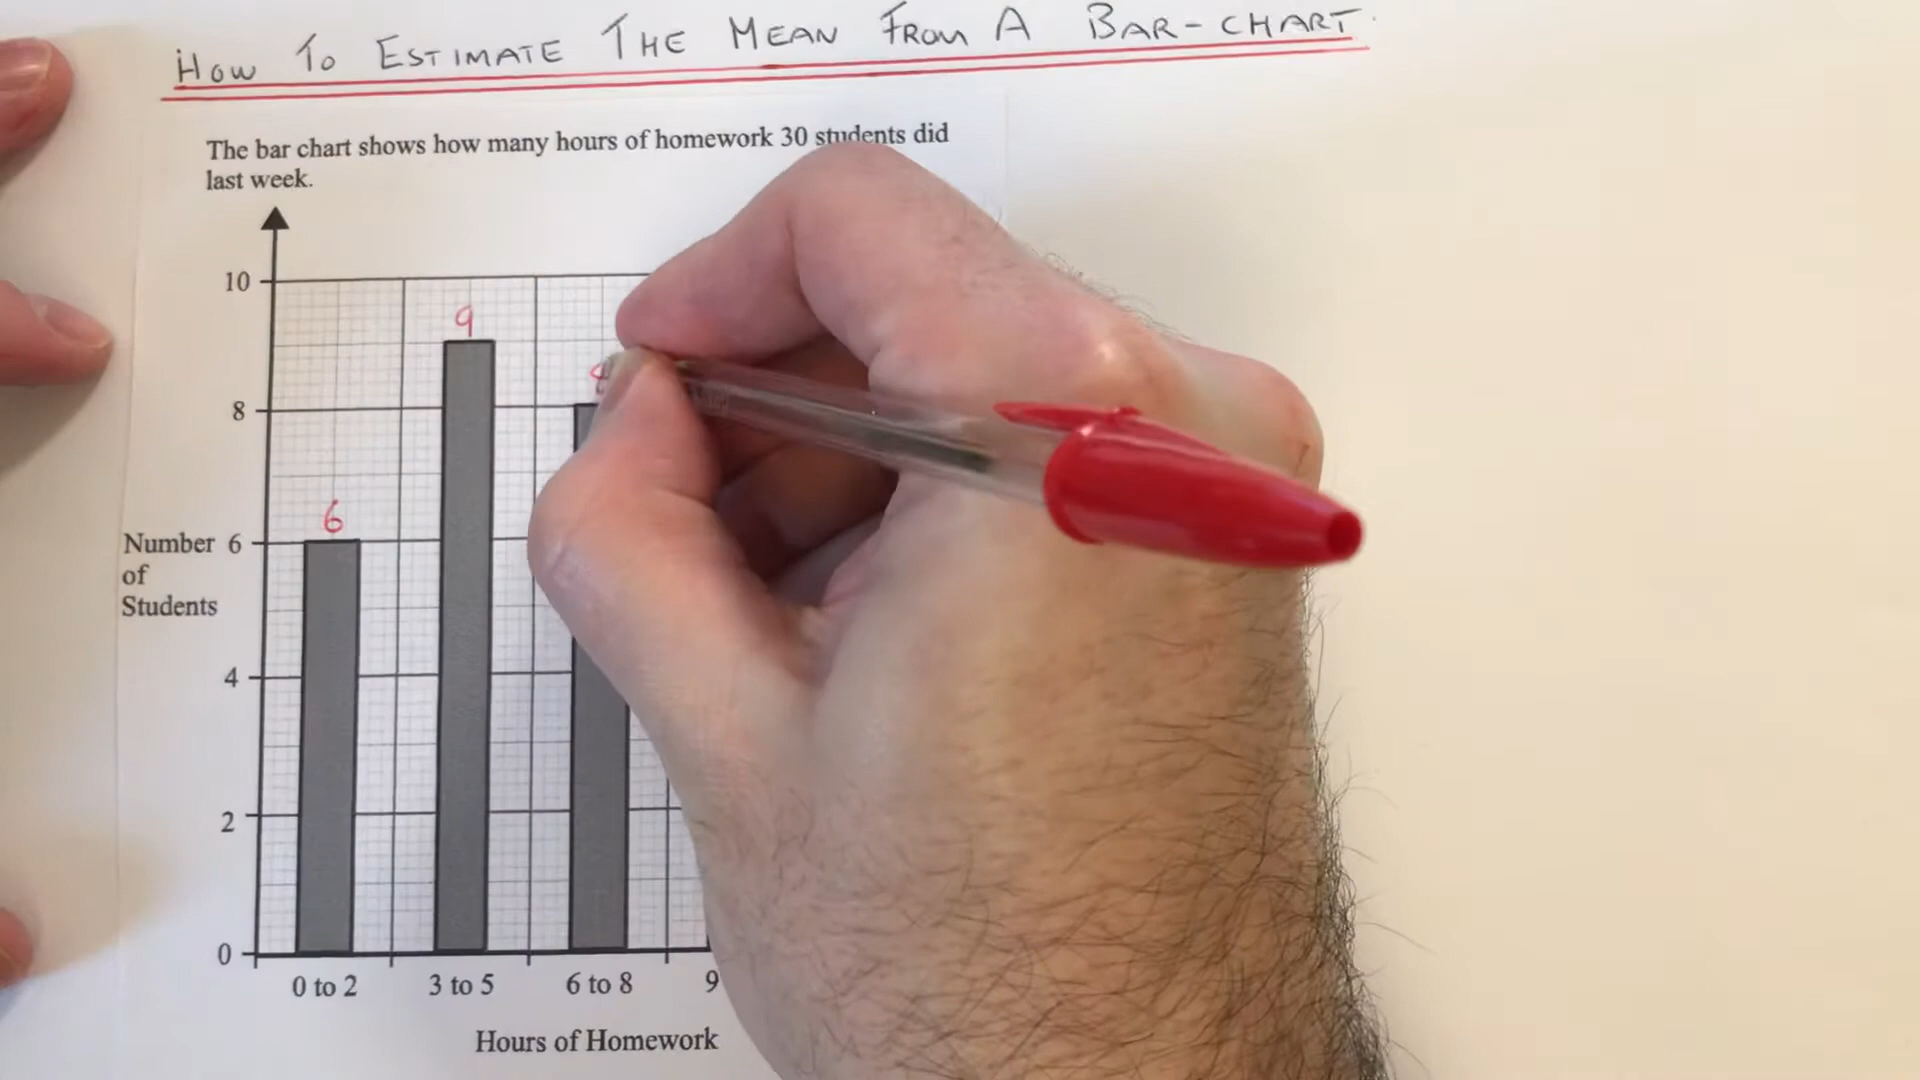 HOW TO ESTIMATE THE MEAN FROM A BAR-CHART.
The bar chart shows how many hours of homework 30 students did
last week.
10
9
8
6
Number
of
Students
6
4
2
0
0 to 2
3 to 5
6 to 8
9
Hours of Homework